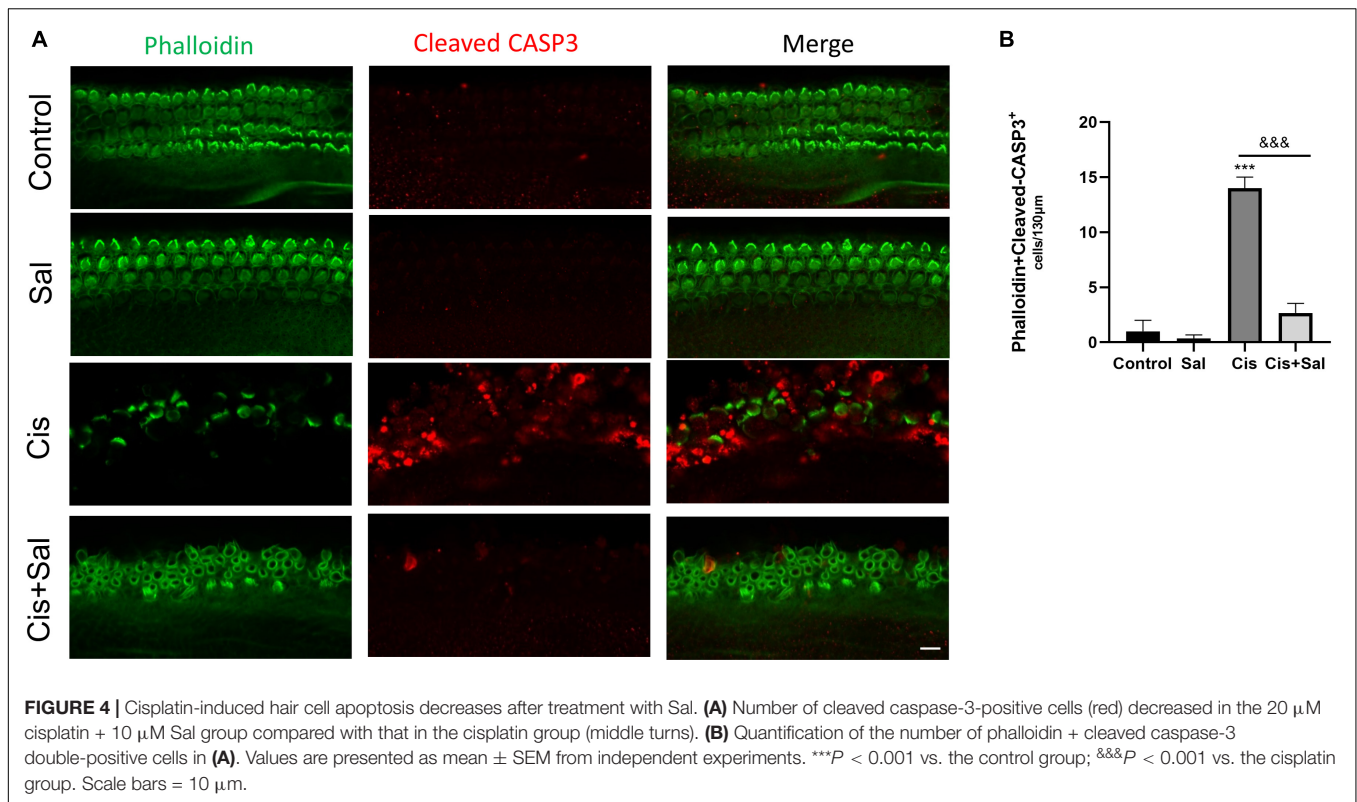 A
Phalloidin
Cleaved CASP3
Merge
Control
Sal
Cis
Cis+Sal
B
Phalloidin+Cleaved-CASP3+
cells/130μm
20
15
10
5
0
***
&&&
Control Sal Cis Cis+Sal
FIGURE 4 | Cisplatin-induced hair cell apoptosis decreases after treatment with Sal. (A) Number of cleaved caspase-3-positive cells (red) decreased in the 20 μM
cisplatin + 10 μM Sal group compared with that in the cisplatin group (middle turns). (B) Quantification of the number of phalloidin + cleaved caspase-3
double-positive cells in (A). Values are presented as mean ± SEM from independent experiments. ***P < 0.001 vs. the control group; &&&P < 0.001 vs. the cisplatin
group. Scale bars = 10 μm.